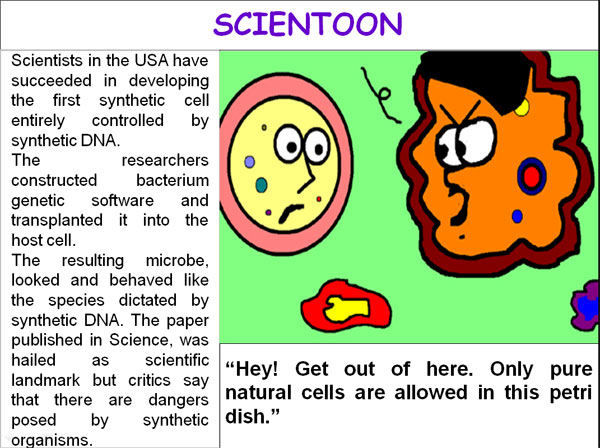 SCIENTOON
Scientists in the USA have
succeeded in developing
the first synthetic cell
entirely controlled by
synthetic DNA.
The researchers
constructed bacterium
genetic software and
transplanted it into the
host cell.
The resulting microbe,
looked and behaved like
the species dictated by
synthetic DNA. The paper
published in Science, was
hailed as scientific
landmark but critics say
that there are dangers
posed by synthetic
organisms.
“Hey! Get out of here. Only pure
natural cells are allowed in this petri
dish.”